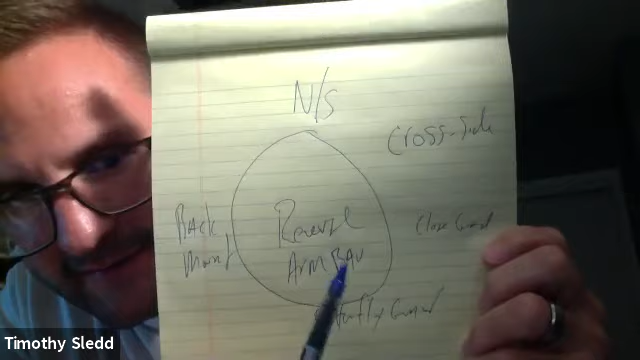 N/S
Cross-Side
Back
Mount
Reverse
Arm Bar
Close Guard
Butterfly Guard
Timothy Sledd